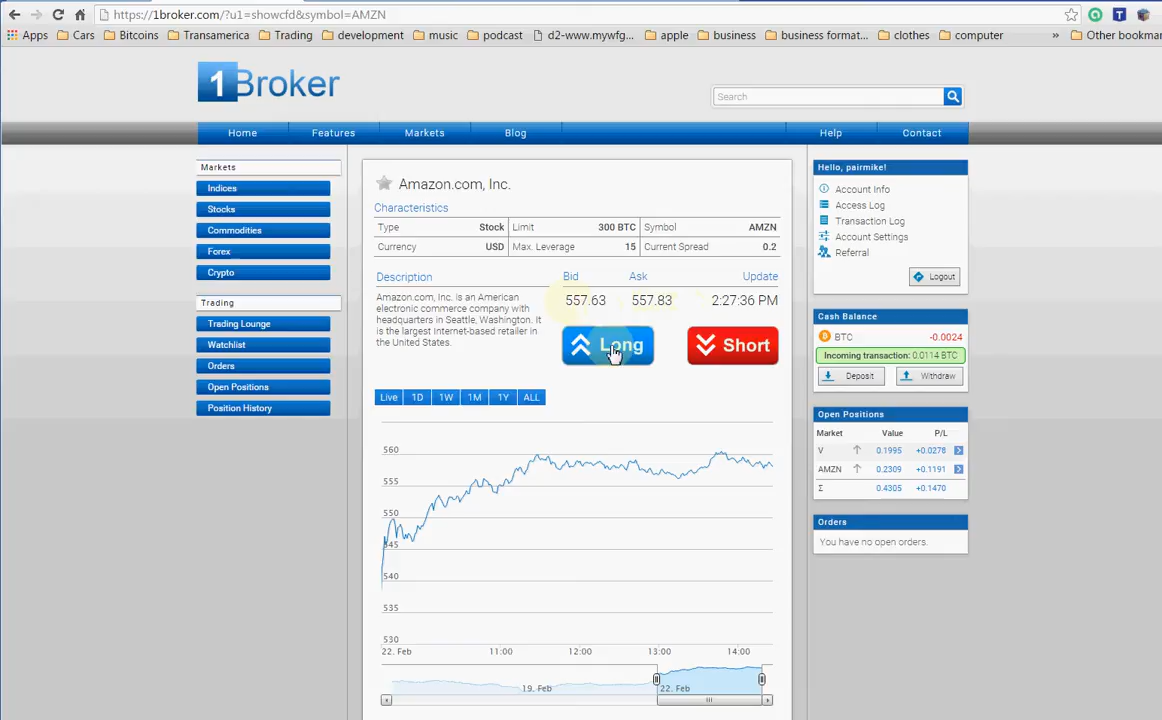 https://1broker.com/?u1=showcfd&symbol=AMZN
Apps Cars Bitcoins Transamerica Trading development music podcast d2-www.mywfg... apple business business format... clothes computer » Other bookmar
1Broker
Search
Home Features Markets Blog Help Contact
Markets
Indices
Stocks
Commodities
Forex
Crypto
Trading
Trading Lounge
Watchlist
Orders
Open Positions
Position History
Amazon.com, Inc.
Characteristics
Type Stock Limit 300 BTC Symbol AMZN
Currency USD Max. Leverage 15 Current Spread 0.2
Description Bid Ask Update
Amazon.com, Inc. is an American
electronic commerce company with
headquarters in Seattle, Washington. It
is the largest Internet-based retailer in
the United States.
557.63 557.83 2:27:36 PM
Long Short
Live 1D 1W 1M 1Y ALL
560
555
550
545
540
535
530
22. Feb 11:00 12:00 13:00 14:00
19. Feb 22. Feb
Hello, pairmike!
Account Info
Access Log
Transaction Log
Account Settings
Referral
Logout
Cash Balance
BTC -0.0024
Incoming transaction: 0.0114 BTC
Deposit Withdraw
Open Positions
Market Value P/L
V 0.1995 +0.0278
AMZN 0.2309 +0.1191
Σ 0.4305 +0.1470
Orders
You have no open orders.